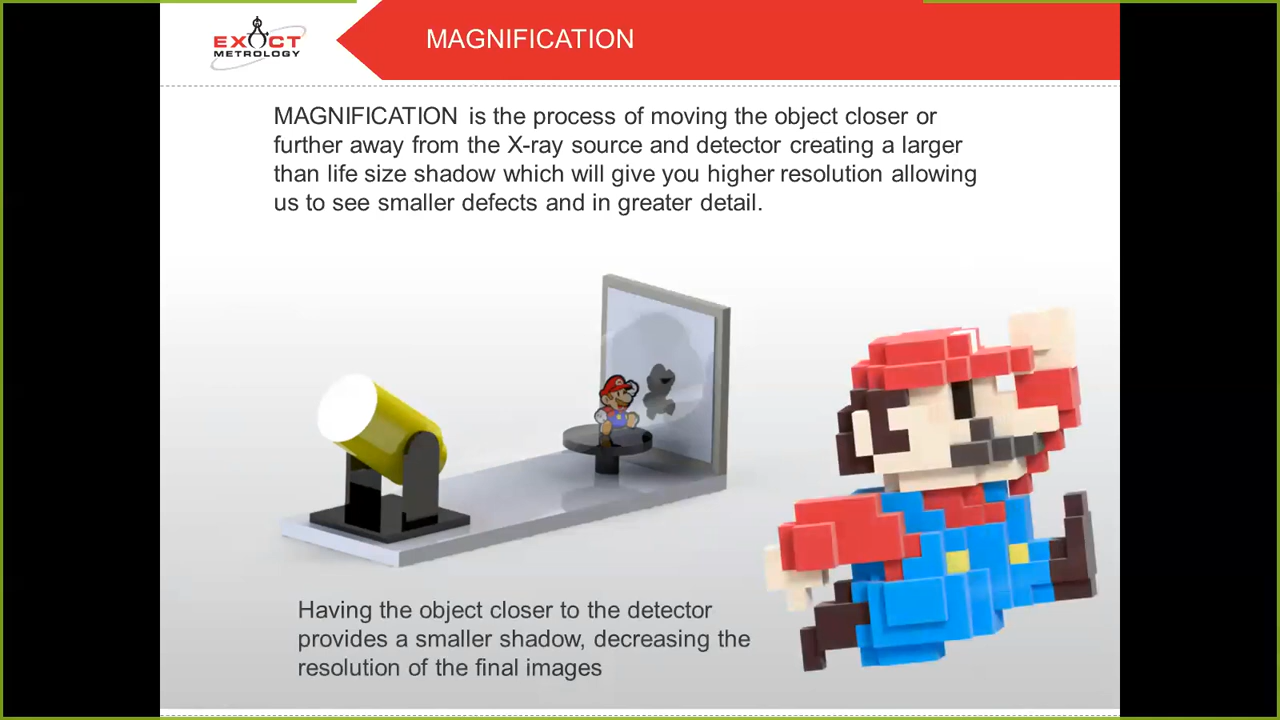 EXACT
METROLOGY
MAGNIFICATION
MAGNIFICATION is the process of moving the object closer or
further away from the X-ray source and detector creating a larger
than life size shadow which will give you higher resolution allowing
us to see smaller defects and in greater detail.
Having the object closer to the detector
provides a smaller shadow, decreasing the
resolution of the final images